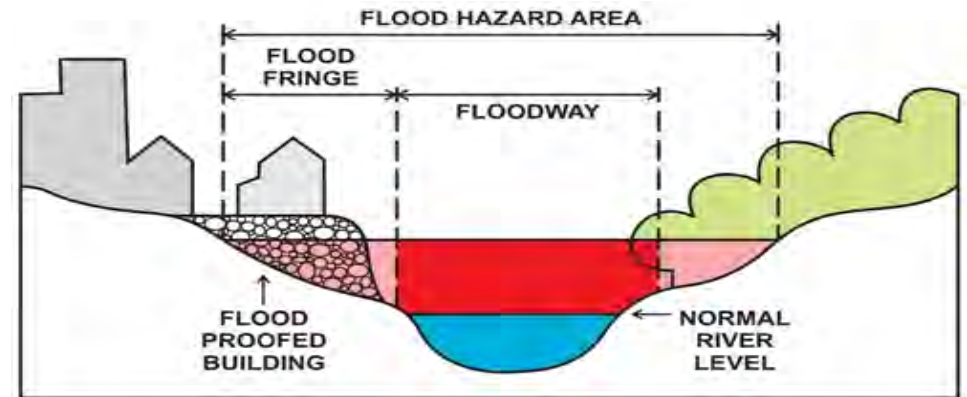 FLOOD HAZARD AREA
FLOOD
FRINGE
FLOODWAY
FLOOD
PROOFED
BUILDING
NORMAL
RIVER
LEVEL